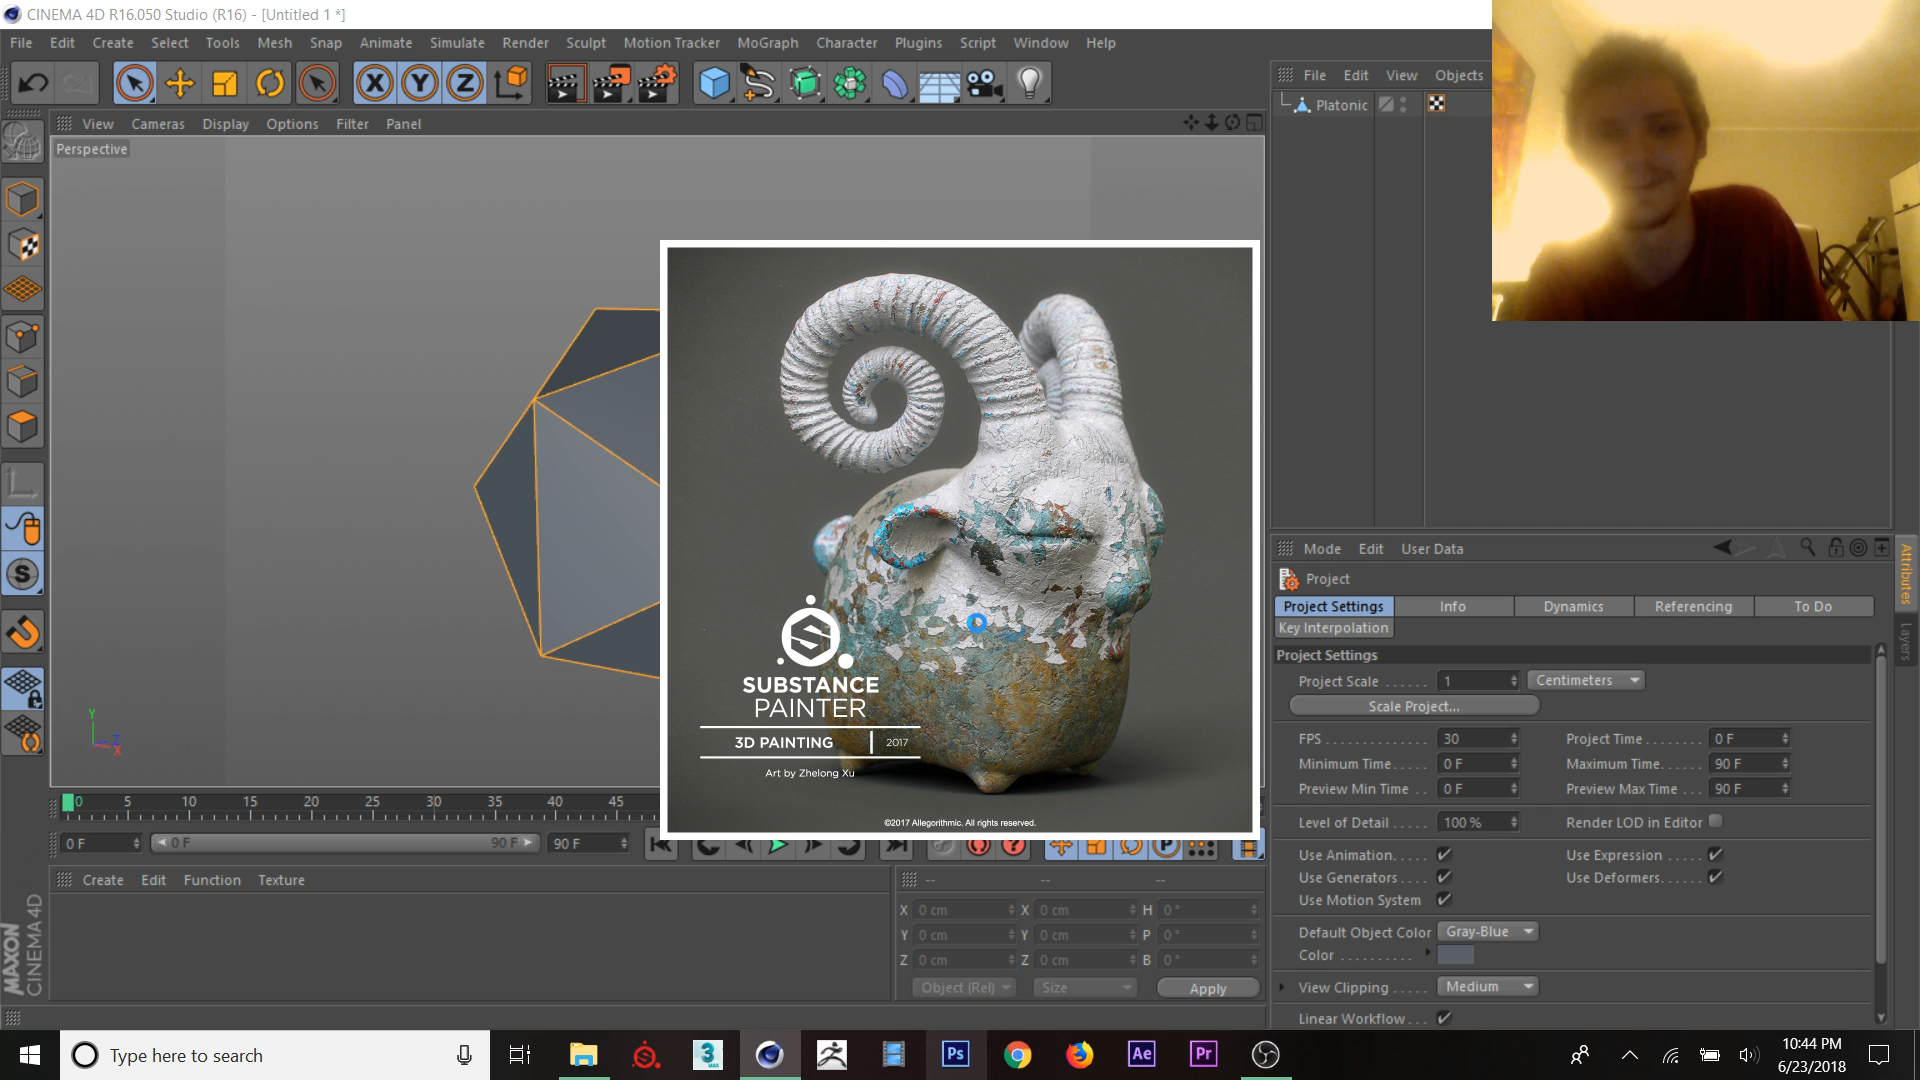 CINEMA 4D R16.050 Studio (R16) - [Untitled 1 *]
File Edit Create Select Tools Mesh Snap Animate Simulate Render Sculpt Motion Tracker MoGraph Character Plugins Script Window Help
X Y Z
File Edit View Objects
View Cameras Display Options Filter Panel
Platonic
Perspective
S
SUBSTANCE
PAINTER
3D PAINTING 2017
Art by Zhelong Xu
©2017 Allegorithmic. All rights reserved.
Y
Z
X
0 5 10 15 20 25 30 35 40 45
0 F 0 F 90 F 90 F
P
Create Edit Function Texture
-- -- --
X 0 cm X 0 cm H 0 °
Y 0 cm Y 0 cm P 0 °
Z 0 cm Z 0 cm B 0 °
Object (Rel) Size Apply
MAXON
CINEMA 4D
Mode Edit User Data
Attributes
Layers
Project
Project Settings Info Dynamics Referencing To Do
Key Interpolation
Project Settings
Project Scale ...... 1 Centimeters
Scale Project...
FPS ............. 30 Project Time ........ 0 F
Minimum Time..... 0 F Maximum Time...... 90 F
Preview Min Time .. 0 F Preview Max Time ... 90 F
Level of Detail ..... 100 % Render LOD in Editor
Use Animation..... Use Expression .....
Use Generators .... Use Deformers......
Use Motion System
Default Object Color Gray-Blue
Color ..........
View Clipping ..... Medium
Linear Workflow...
Type here to search
3
MAX
Ps
Ae
Pr
10:44 PM
6/23/2018